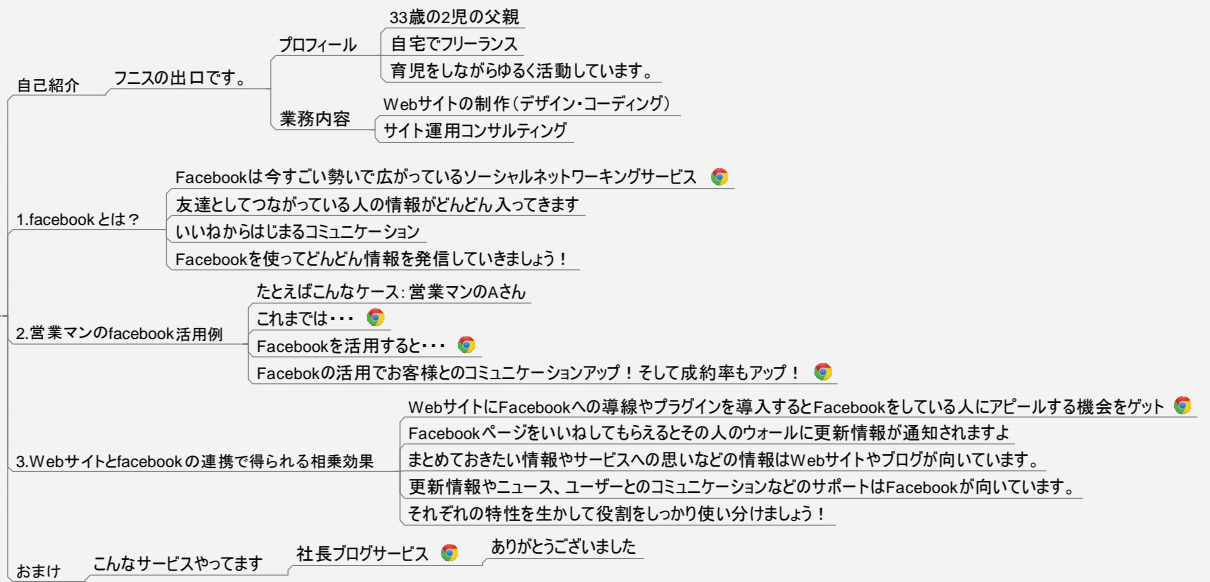 自己紹介
フニスの出口です。
プロフィール
33歳の2児の父親
自宅でフリーランス
育児をしながらゆるく活動しています。
業務内容
Webサイトの制作（デザイン・コーディング）
サイト運用コンサルティング
1.facebookとは？
Facebookは今すごい勢いで広がっているソーシャルネットワーキングサービス
友達としてつながっている人の情報がどんどん入ってきます
いいねからはじまるコミュニケーション
Facebookを使ってどんどん情報を発信していきましょう！
2.営業マンのfacebook活用例
たとえばこんなケース：営業マンのAさん
これまでは・・・
Facebookを活用すると・・・
Facebokの活用でお客様とのコミュニケーションアップ！そして成約率もアップ！
3.Webサイトとfacebookの連携で得られる相乗効果
WebサイトにFacebookへの導線やプラグインを導入するとFacebookをしている人にアピールする機会をゲット
Facebookページをいいねしてもらえるとその人のウォールに更新情報が通知されますよ
まとめておきたい情報やサービスへの思いなどの情報はWebサイトやブログが向いています。
更新情報やニュース、ユーザーとのコミュニケーションなどのサポートはFacebookが向いています。
それぞれの特性を生かして役割をしっかり使い分けましょう！
おまけ
こんなサービスやってます
社長ブログサービス
ありがとうございました